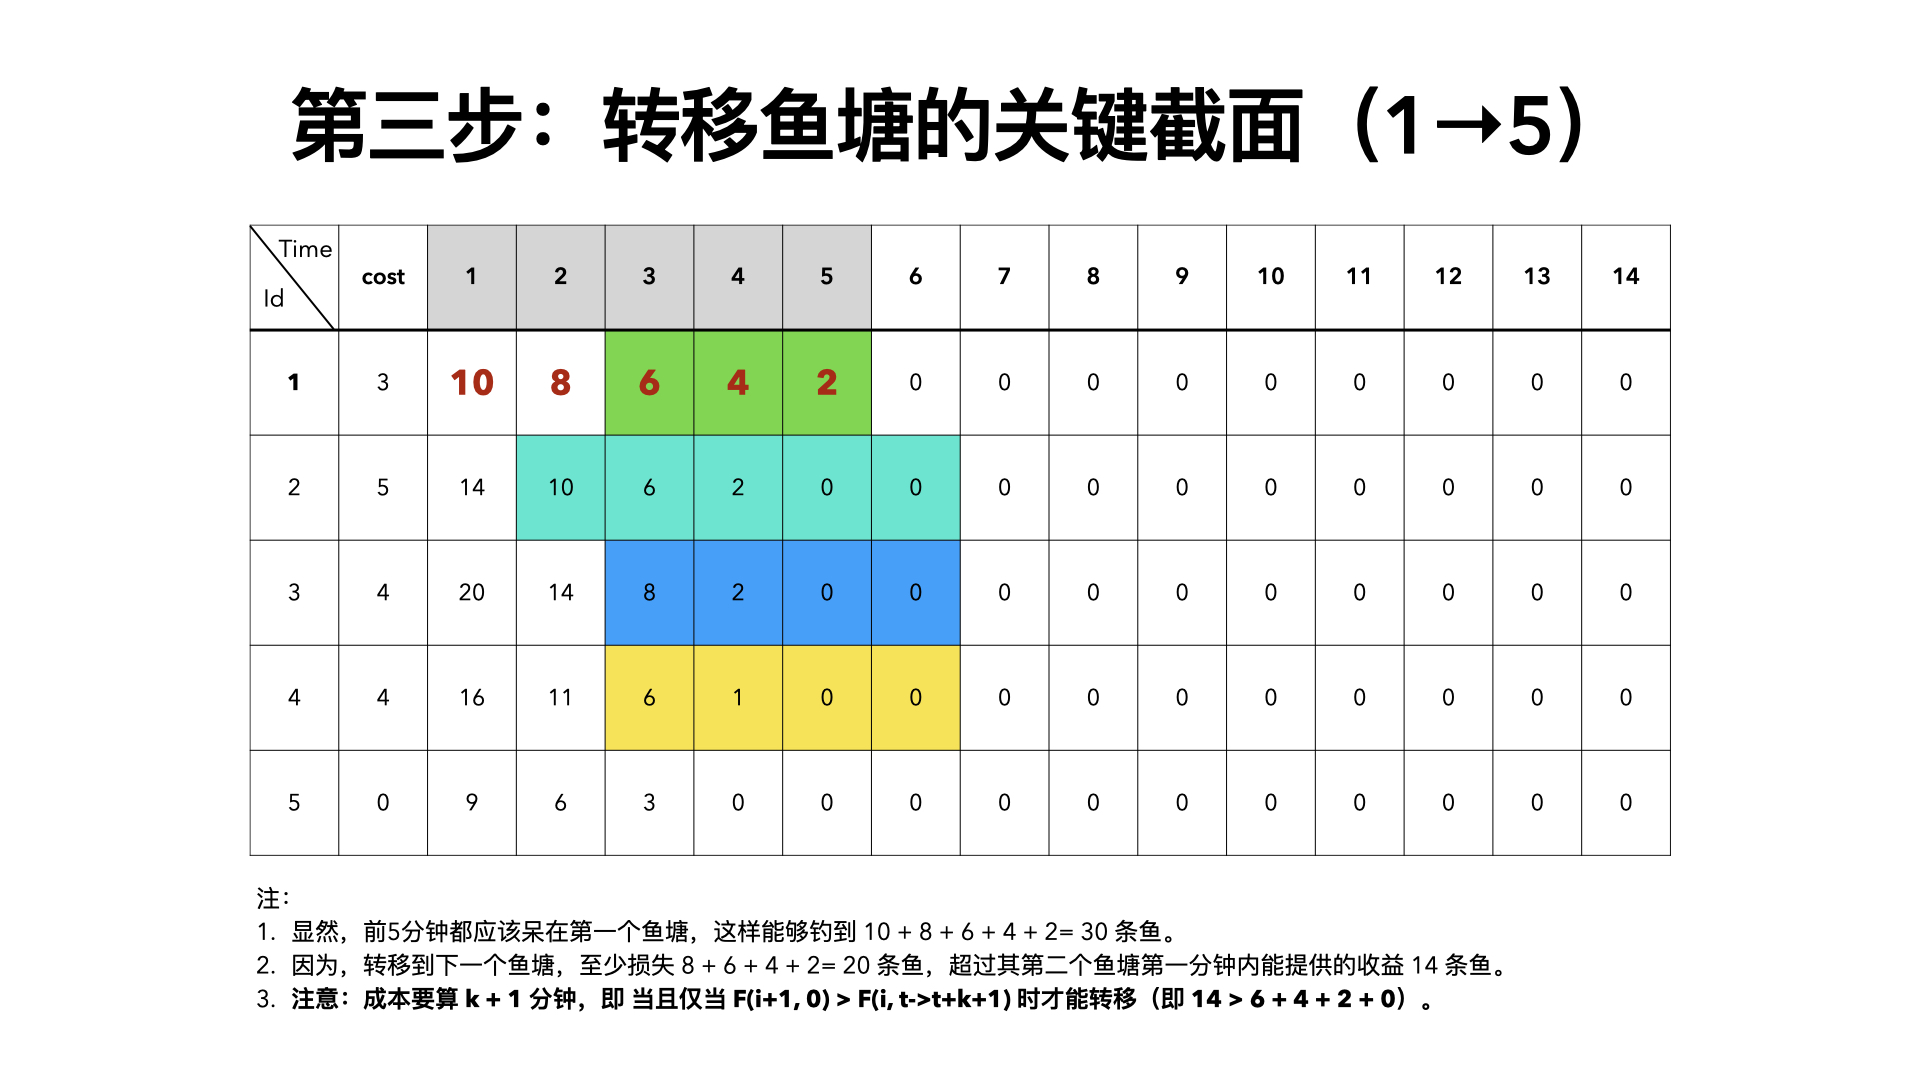 第三步：转移鱼塘的关键截面（1→5）
Time
Id cost 1 2 3 4 5 6 7 8 9 10 11 12 13 14
1 3 10 8 6 4 2 0 0 0 0 0 0 0 0 0
2 5 14 10 6 2 0 0 0 0 0 0 0 0 0 0
3 4 20 14 8 2 0 0 0 0 0 0 0 0 0 0
4 4 16 11 6 1 0 0 0 0 0 0 0 0 0 0
5 0 9 6 3 0 0 0 0 0 0 0 0 0 0 0
注：
1. 显然，前5分钟都应该呆在第一个鱼塘，这样能够钓到 10 + 8 + 6 + 4 + 2= 30 条鱼。
2. 因为，转移到下一个鱼塘，至少损失 8 + 6 + 4 + 2= 20 条鱼，超过其第二个鱼塘第一分钟内能提供的收益 14 条鱼。
3. 注意：成本要算 k + 1 分钟，即 当且仅当 F(i+1, 0) > F(i, t->t+k+1) 时才能转移（即 14 > 6 + 4 + 2 + 0）。